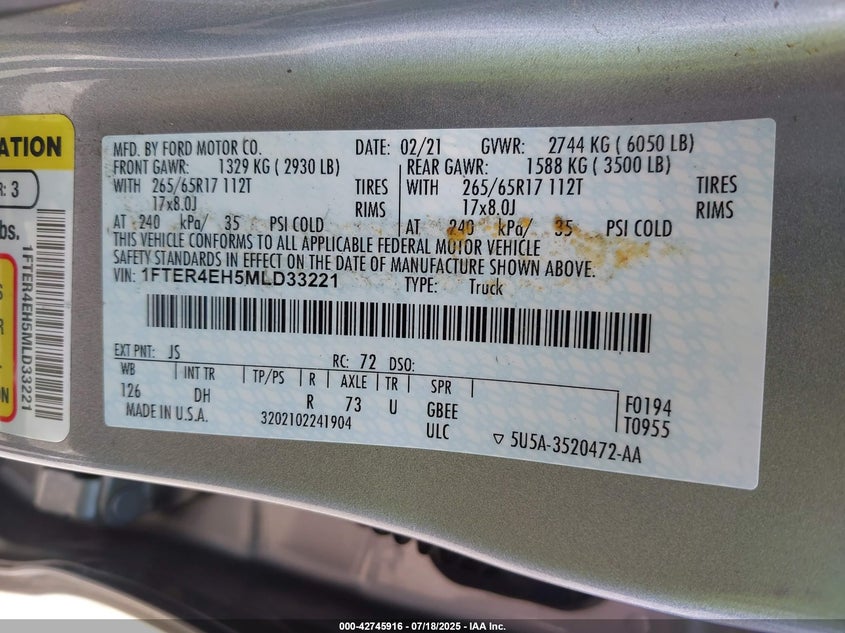 ATION
R: 3
bs.
1FTER4EH5MLD33221
S
R
ON
MFD. BY FORD MOTOR CO. DATE: 02/21 GVWR: 2744 KG ( 6050 LB)
FRONT GAWR: 1329 KG ( 2930 LB) REAR GAWR: 1588 KG ( 3500 LB)
WITH 265/65R17 112T TIRES WITH 265/65R17 112T TIRES
17x8.0J RIMS 17x8.0J RIMS
AT 240 kPa/ 35 PSI COLD AT 240 kPa/ 35 PSI COLD
THIS VEHICLE CONFORMS TO ALL APPLICABLE FEDERAL MOTOR VEHICLE
SAFETY STANDARDS IN EFFECT ON THE DATE OF MANUFACTURE SHOWN ABOVE.
VIN: 1FTER4EH5MLD33221 TYPE: Truck
EXT PNT: JS RC: 72 DSO:
WB INT TR TP/PS R AXLE TR SPR
126 DH R 73 U GBEE F0194
MADE IN U.S.A. 3202102241904 ULC T0955
5U5A-3520472-AA
000-42745916 - 07/18/2025 - IAA Inc.